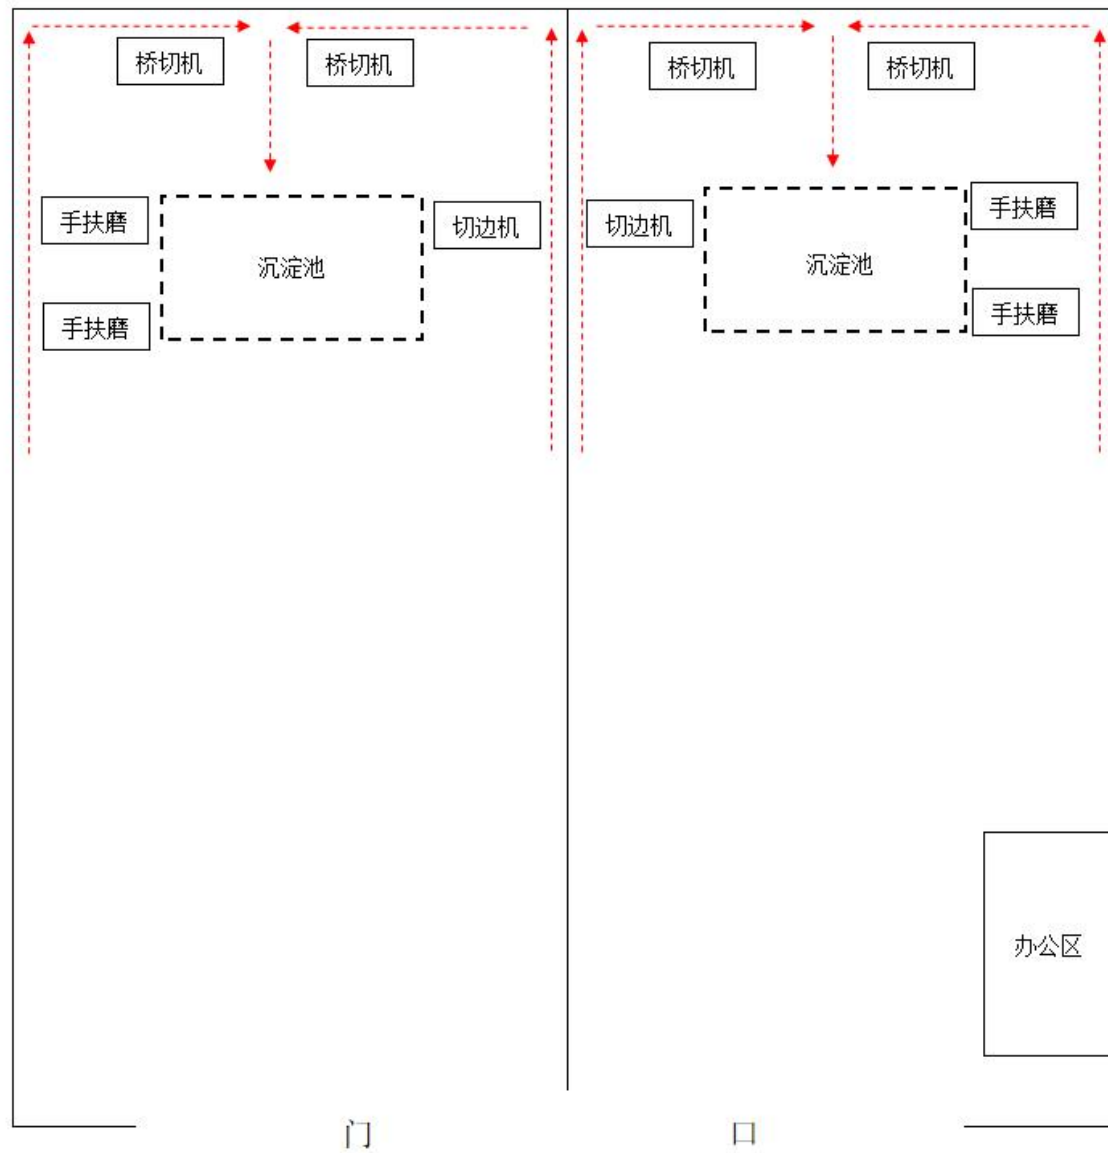 桥切机 桥切机 桥切机 桥切机
手扶磨 切边机 切边机 手扶磨
沉淀池 沉淀池
手扶磨 手扶磨
办公区
门 口